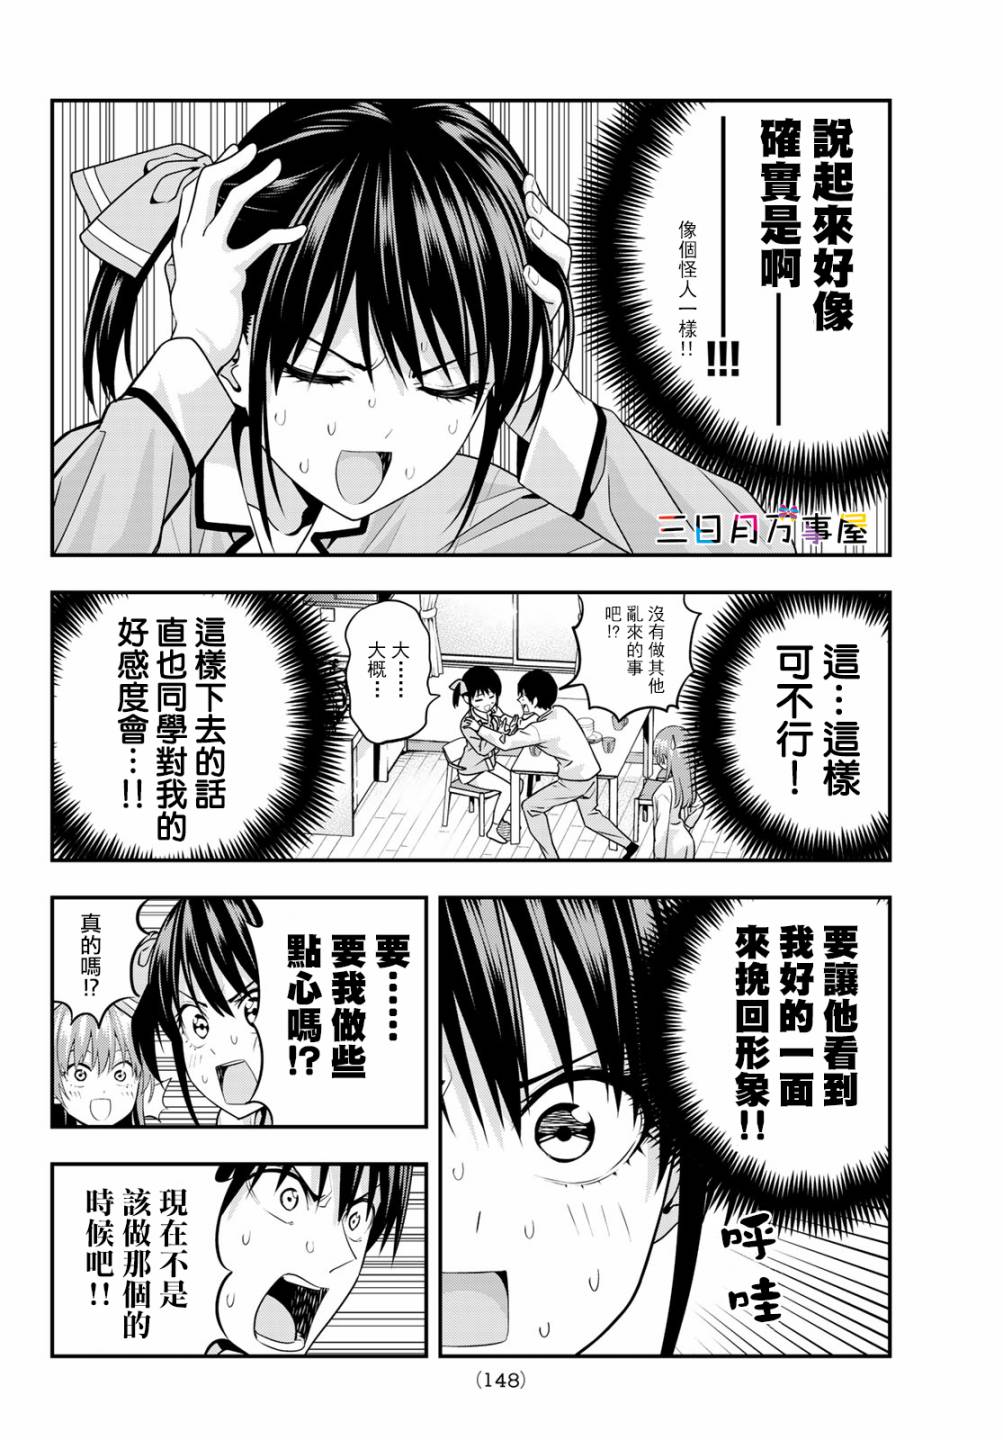 說起來好像
確實是啊——
——!!!
像個怪人一樣!!
三日月万事屋
這…這樣
可不行！
沒有做其他
亂來的事
吧!?
大……
大概…
這樣下去的話
直也同學對我的
好感度會…!!
要讓他看到
我好的一面
來挽回形象!!
呼
哇
要……
要我做些
點心嗎!?
真的嗎!?
現在不是
該做那個的
時候吧!!
(148)